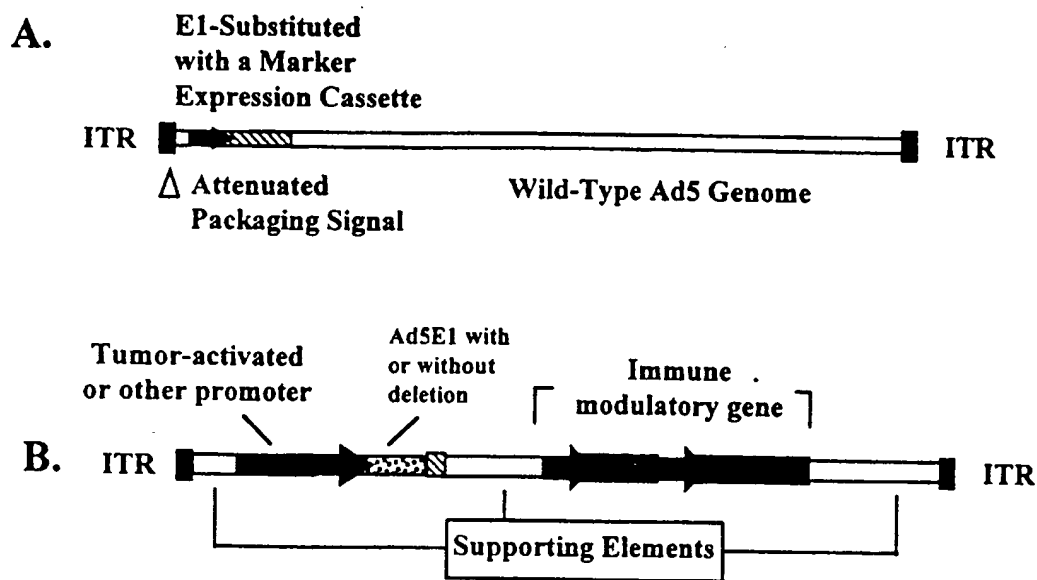 A.
E1-Substituted
with a Marker
Expression Cassette
ITR
ITR
Δ Attenuated
Packaging Signal
Wild-Type Ad5 Genome
Tumor-activated
or other promoter
Ad5E1 with
or without
deletion
Immune
modulatory gene
B.
ITR
ITR
Supporting Elements